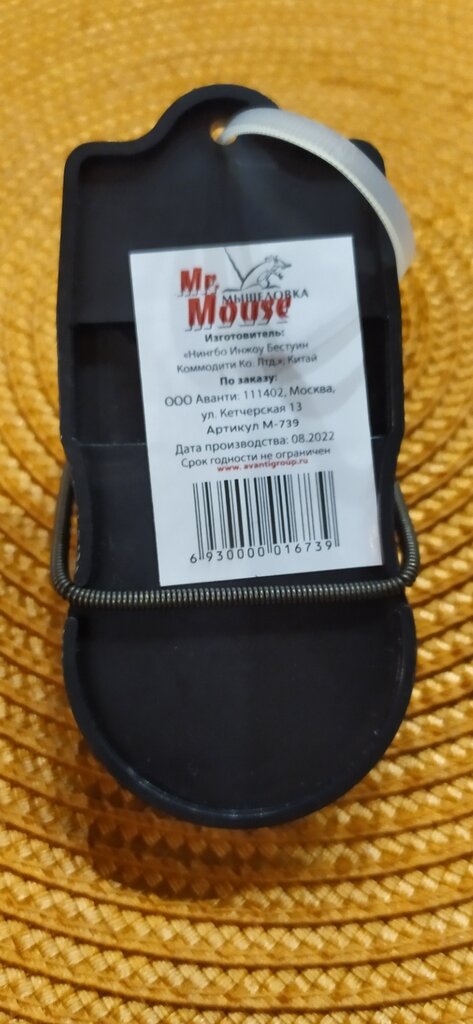 Mr.
МЫШЕЛОВКА
Mouse
Изготовитель:
«Нингбо Инжоу Бестуин
Коммодити Ко. Лтд.», Китай
По заказу:
ООО Аванти: 111402, Москва,
ул. Кетчерская 13
Артикул М-739
Дата производства: 08.2022
Срок годности не ограничен
www. avantigroup.ru
6 930000 016739